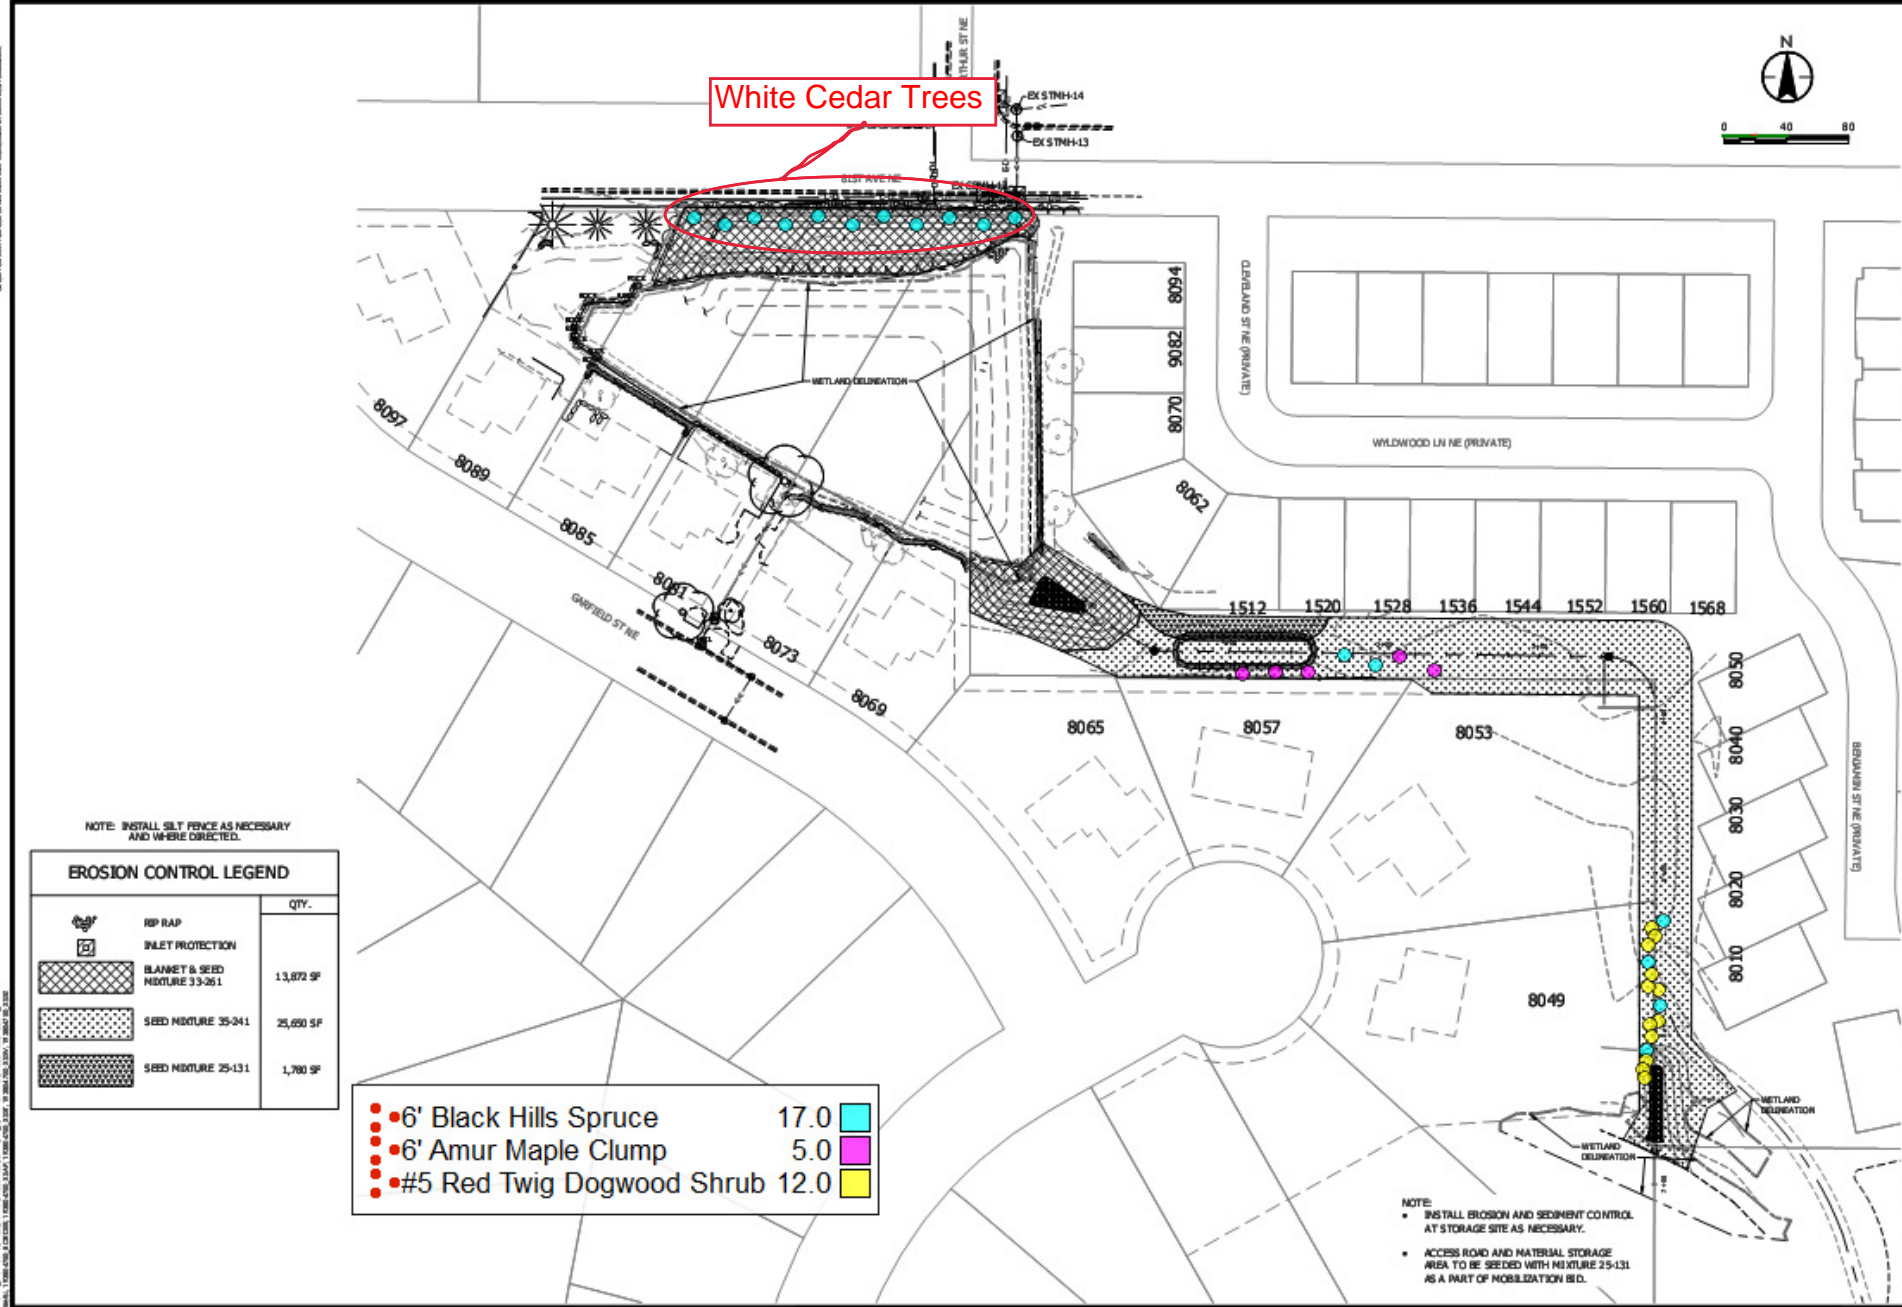 N
0 40 80
White Cedar Trees
EX STMH-14
EX STMH-13
81ST AVE NE
8094
9082
8070
8062
CLEVELAND ST NE (PRIVATE)
WYLDWOOD LN NE (PRIVATE)
WETLAND DELINEATION
8097
8089
8085
8081
8073
8069
GARFIELD ST NE
1512 1520 1528 1536 1544 1552 1560 1568
8065 8057 8053
8049
8050
8040
8030
8020
8010
NOTE: INSTALL SILT FENCE AS NECESSARY
AND WHERE DIRECTED.
EROSION CONTROL LEGEND
QTY.
RIP RAP
INLET PROTECTION
BLANKET & SEED
MIXTURE 33-261 13,872 SF
SEED MIXTURE 35-241 25,650 SF
SEED MIXTURE 25-131 1,780 SF
6' Black Hills Spruce 17.0
6' Amur Maple Clump 5.0
#5 Red Twig Dogwood Shrub 12.0
WETLAND
DELINEATION
WETLAND
DELINEATION
NOTE:
• INSTALL EROSION AND SEDIMENT CONTROL
AT STORAGE SITE AS NECESSARY.
• ACCESS ROAD AND MATERIAL STORAGE
AREA TO BE SEEDED WITH MIXTURE 25-131
AS A PART OF MOBILIZATION BID.